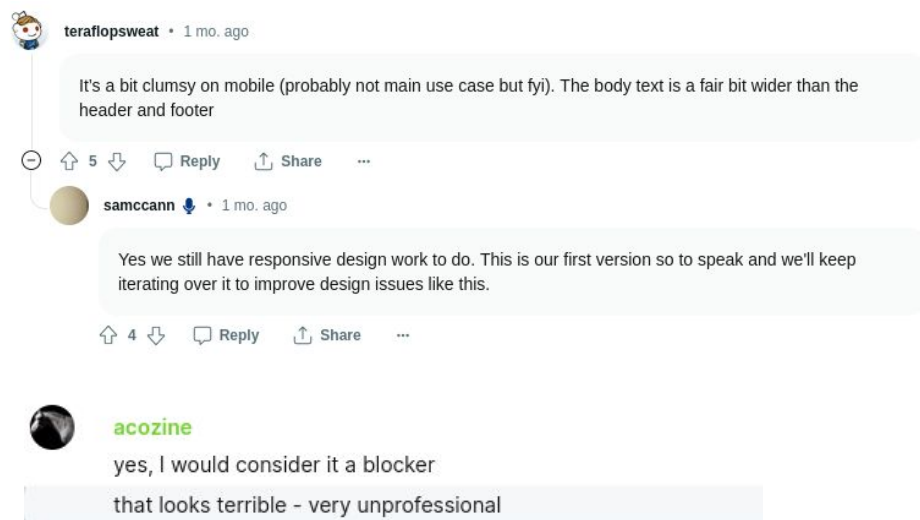 teraflopsweat • 1 mo. ago
It's a bit clumsy on mobile (probably not main use case but fyi). The body text is a fair bit wider than the
header and footer
5 Reply Share ···
samccann • 1 mo. ago
Yes we still have responsive design work to do. This is our first version so to speak and we'll keep
iterating over it to improve design issues like this.
4 Reply Share ···
acozine
yes, I would consider it a blocker
that looks terrible - very unprofessional